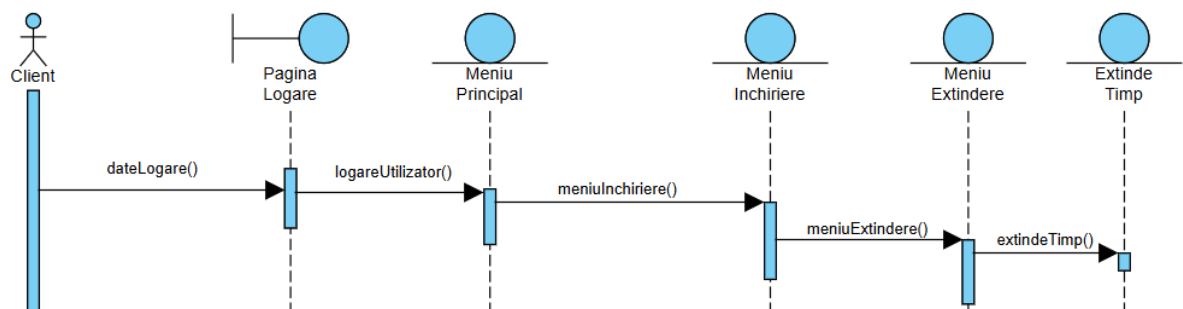 Client
Pagina
Logare
Meniu
Principal
Meniu
Inchiriere
Meniu
Extindere
Extinde
Timp
dateLogare()
logareUtilizator()
meniuInchiriere()
meniuExtindere()
extindeTimp()